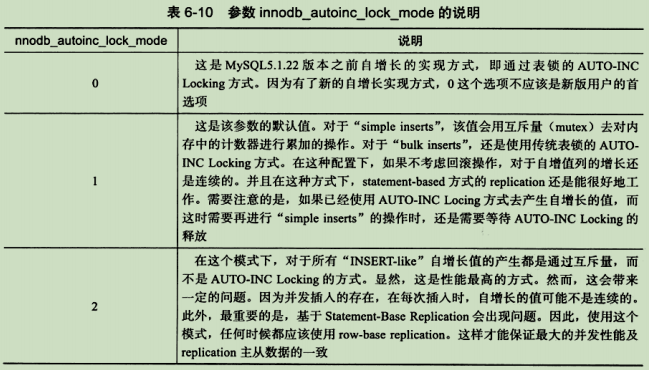 表 6-10 参数 innodb_autoinc_lock_mode 的说明
nnodb_autoinc_lock_mode 说明
0
这是 MySQL5.1.22 版本之前自增长的实现方式，即通过表锁的 AUTO-INC
Locking 方式。因为有了新的自增长实现方式，0 这个选项不应该是新版用户的首
选项
1
这是该参数的默认值。对于“simple inserts”，该值会用互斥量（mutex）去对内
存中的计数器进行累加的操作。对于“bulk inserts”，还是使用传统表锁的 AUTO-
INC Locking 方式。在这种配置下，如果不考虑回滚操作，对于自增值列的增长还
是连续的。并且在这种方式下，statement-based 方式的 replication 还是能很好地工
作。需要注意的是，如果已经使用 AUTO-INC Locing 方式去产生自增长的值，而
这时需要再进行“simple inserts”的操作时，还是需要等待 AUTO-INC Locking 的
释放
2
在这个模式下，对于所有“INSERT-like”自增长值的产生都是通过互斥量，而
不是 AUTO-INC Locking 的方式。显然，这是性能最高的方式。然而，这会带来
一定的问题。因为并发插入的存在，在每次插入时，自增长的值可能不是连续的。
此外，最重要的是，基于 Statement-Base Replication 会出现问题。因此，使用这个
模式，任何时候都应该使用 row-base replication。这样才能保证最大的并发性能及
replication 主从数据的一致